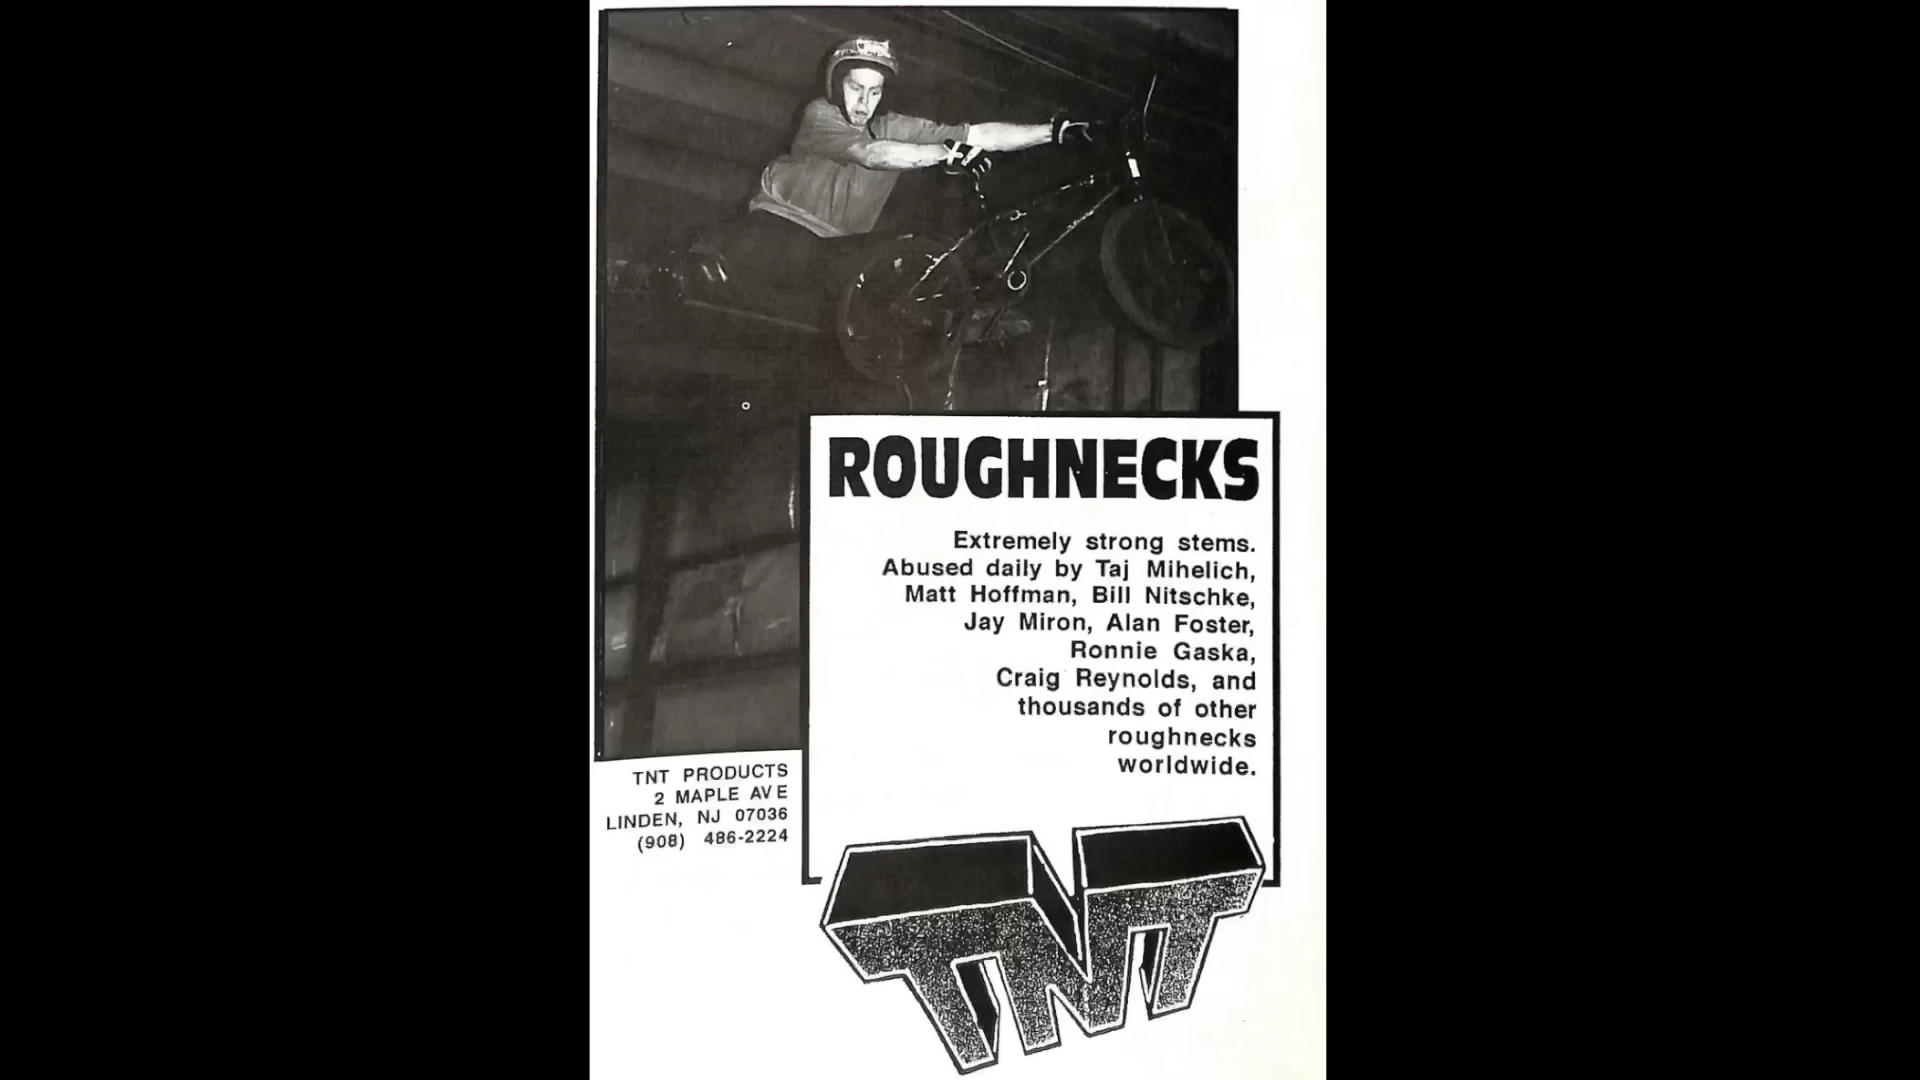 ROUGHNECKS
Extremely strong stems.
Abused daily by Taj Mihelich,
Matt Hoffman, Bill Nitschke,
Jay Miron, Alan Foster,
Ronnie Gaska,
Craig Reynolds, and
thousands of other
roughnecks
worldwide.
TNT PRODUCTS
2 MAPLE AVE
LINDEN, NJ 07036
(908) 486-2224
TNT